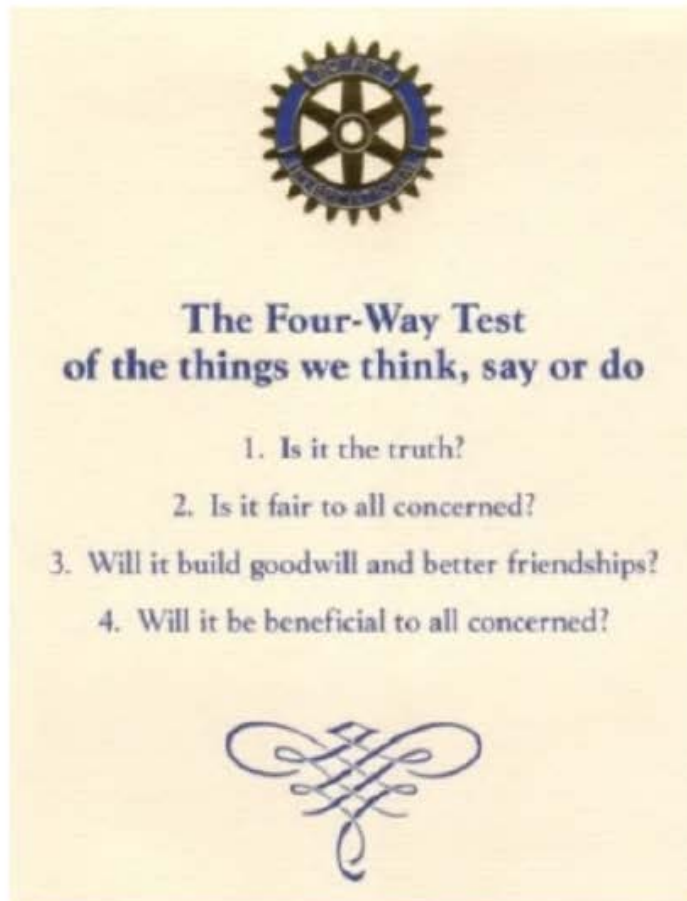 ROTARY
INTERNATIONAL
The Four-Way Test
of the things we think, say or do
1. Is it the truth?
2. Is it fair to all concerned?
3. Will it build goodwill and better friendships?
4. Will it be beneficial to all concerned?